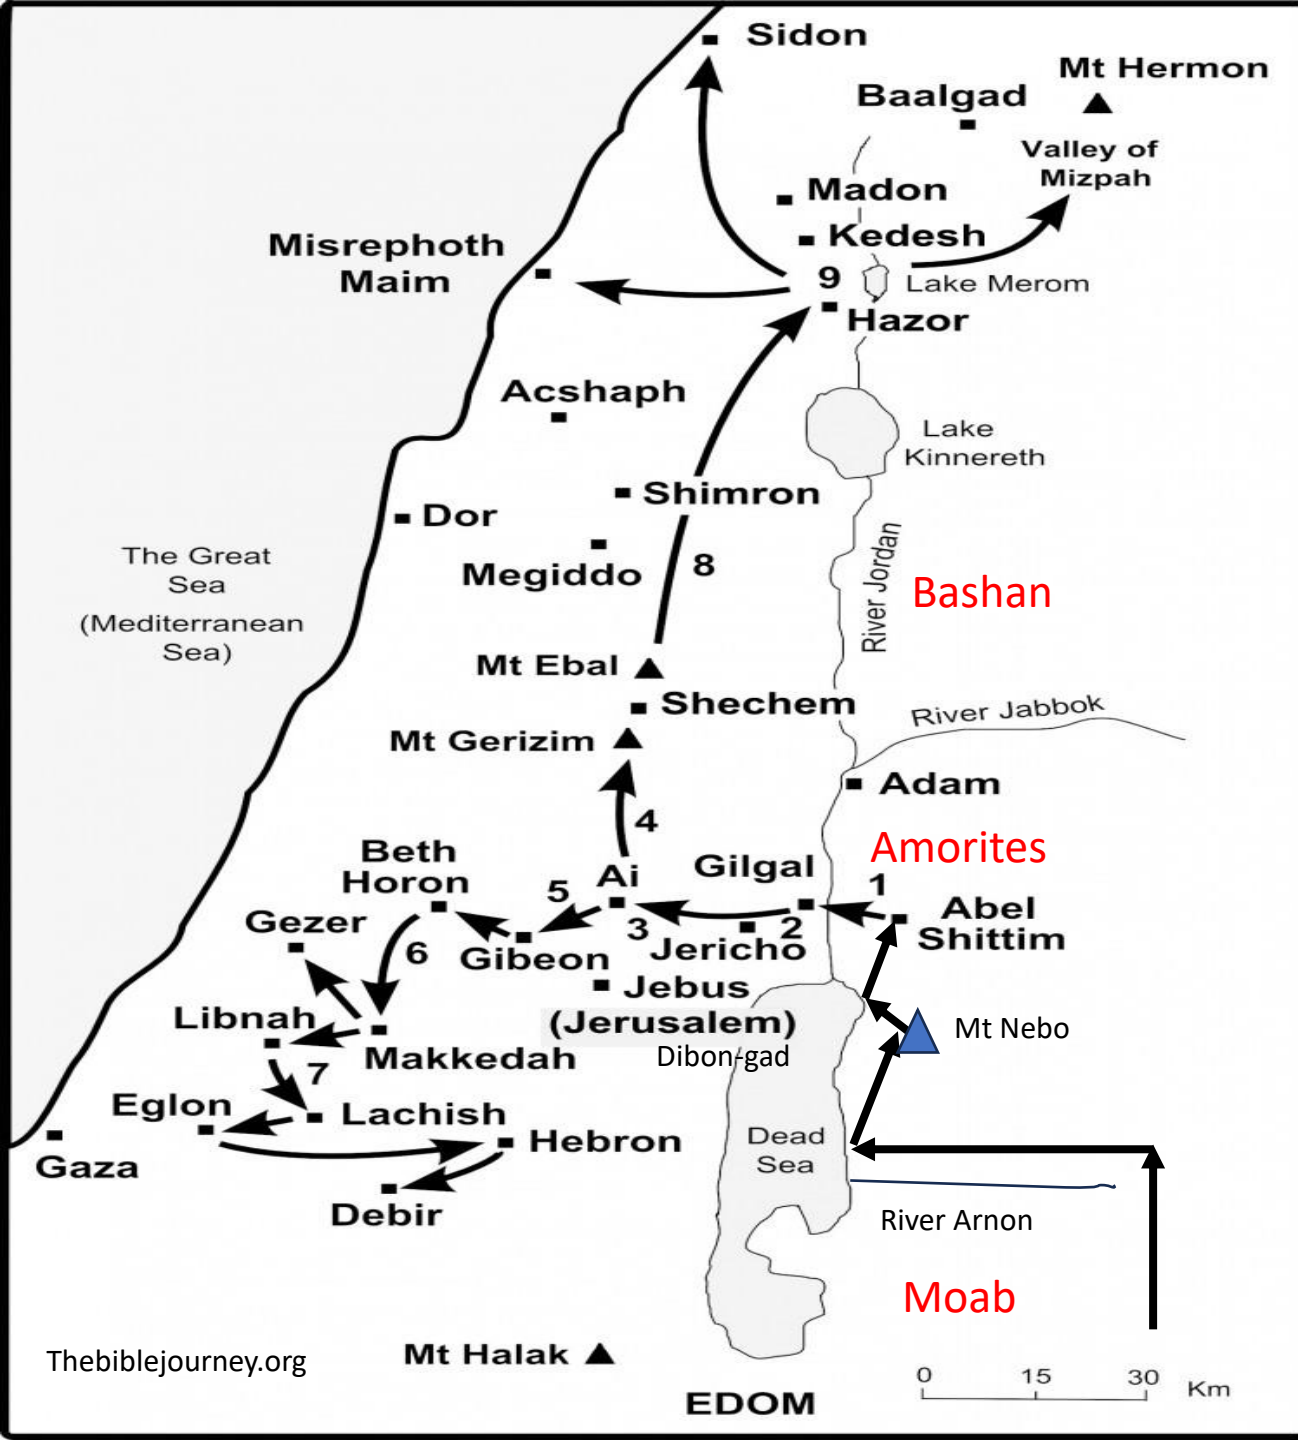 Sidon
Mt Hermon
Baalgad
Valley of
Mizpah
Madon
Kedesh
Misrephoth
Maim
9
Lake Merom
Hazor
Acshaph
Lake
Kinnereth
Shimron
Dor
River Jordan
The Great
Sea
(Mediterranean
Sea)
Megiddo
8
Bashan
Mt Ebal
Shechem
River Jabbok
Mt Gerizim
Adam
4
Amorites
Beth
Horon
Gilgal
Ai
5
1
Abel
Shittim
Gezer
3
2
Jericho
6
Gibeon
Jebus
(Jerusalem)
Libnah
Mt Nebo
Makkedah
Dibon-gad
7
Eglon
Lachish
Dead
Sea
Hebron
Gaza
Debir
River Arnon
Moab
Thebiblejourney.org
Mt Halak
EDOM
0 15 30 Km